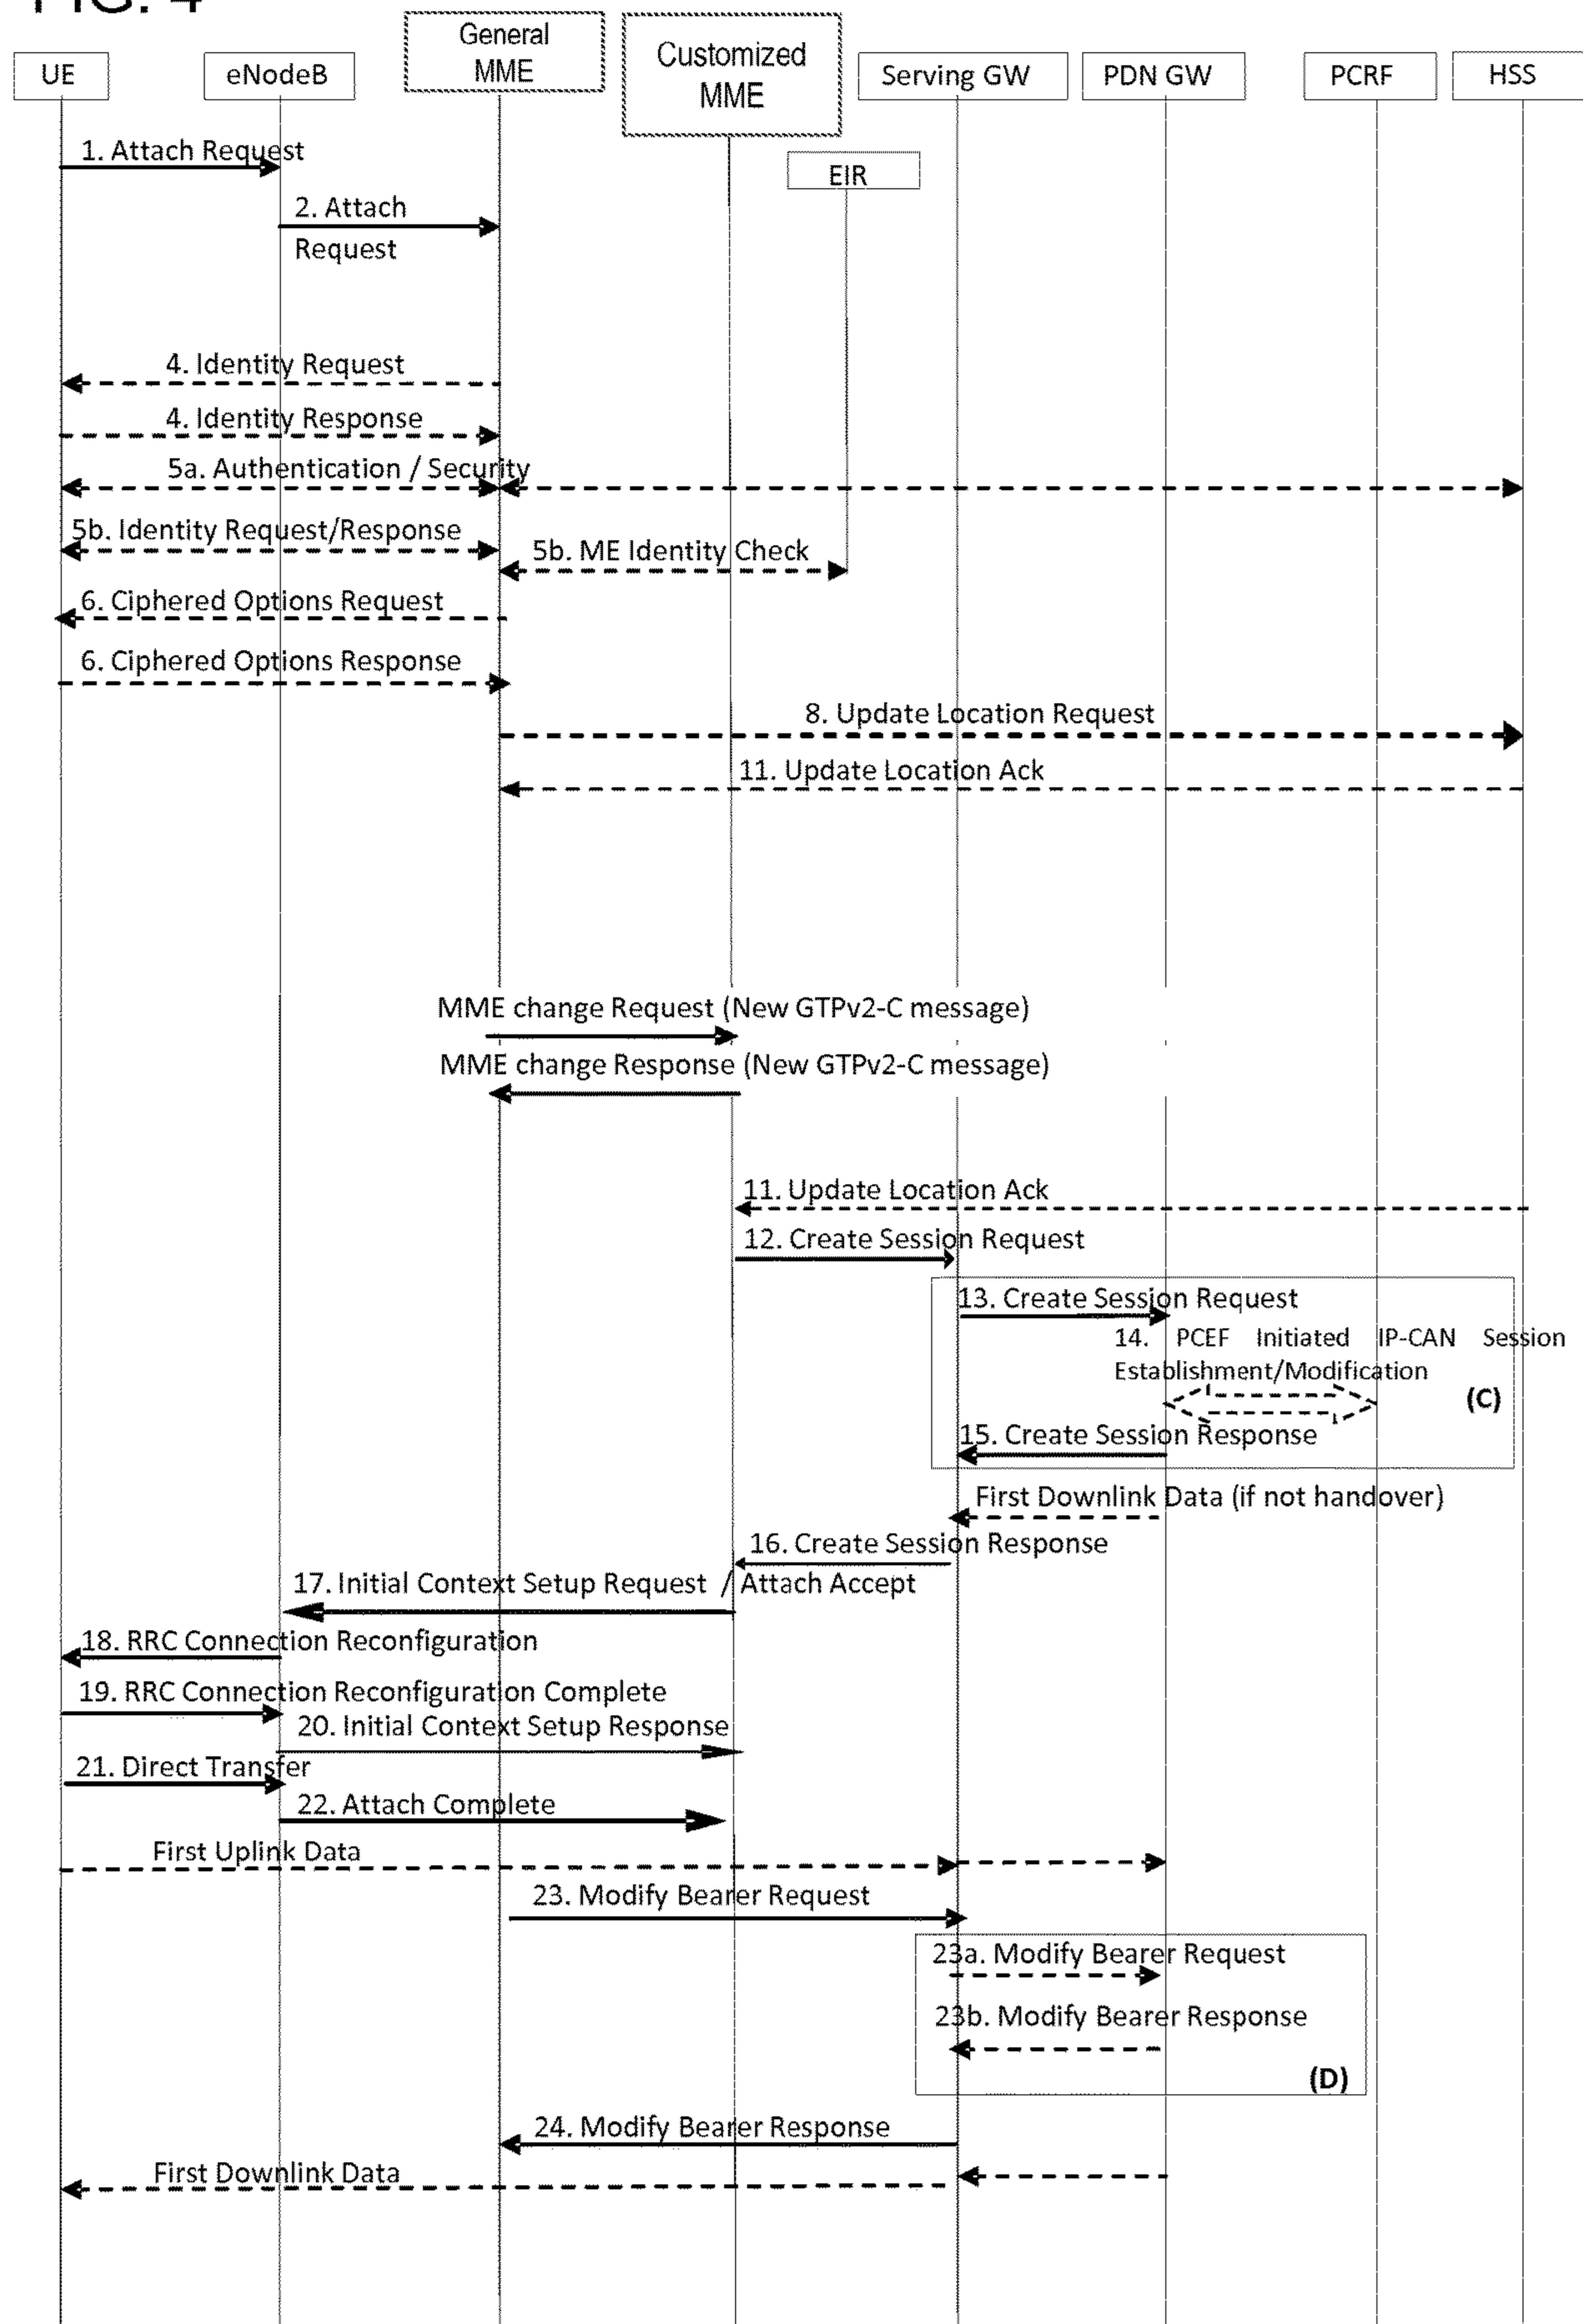 FIG. 4
UE
eNodeB
General
MME
Customized
MME
Serving GW
PDN GW
PCRF
HSS
EIR
1. Attach Request
2. Attach
Request
4. Identity Request
4. Identity Response
5a. Authentication / Security
5b. Identity Request/Response
5b. ME Identity Check
6. Ciphered Options Request
6. Ciphered Options Response
8. Update Location Request
11. Update Location Ack
MME change Request (New GTPv2-C message)
MME change Response (New GTPv2-C message)
11. Update Location Ack
12. Create Session Request
13. Create Session Request
14. PCEF Initiated IP-CAN Session
Establishment/Modification
(C)
15. Create Session Response
First Downlink Data (if not handover)
16. Create Session Response
17. Initial Context Setup Request / Attach Accept
18. RRC Connection Reconfiguration
19. RRC Connection Reconfiguration Complete
20. Initial Context Setup Response
21. Direct Transfer
22. Attach Complete
First Uplink Data
23. Modify Bearer Request
23a. Modify Bearer Request
23b. Modify Bearer Response
(D)
24. Modify Bearer Response
First Downlink Data